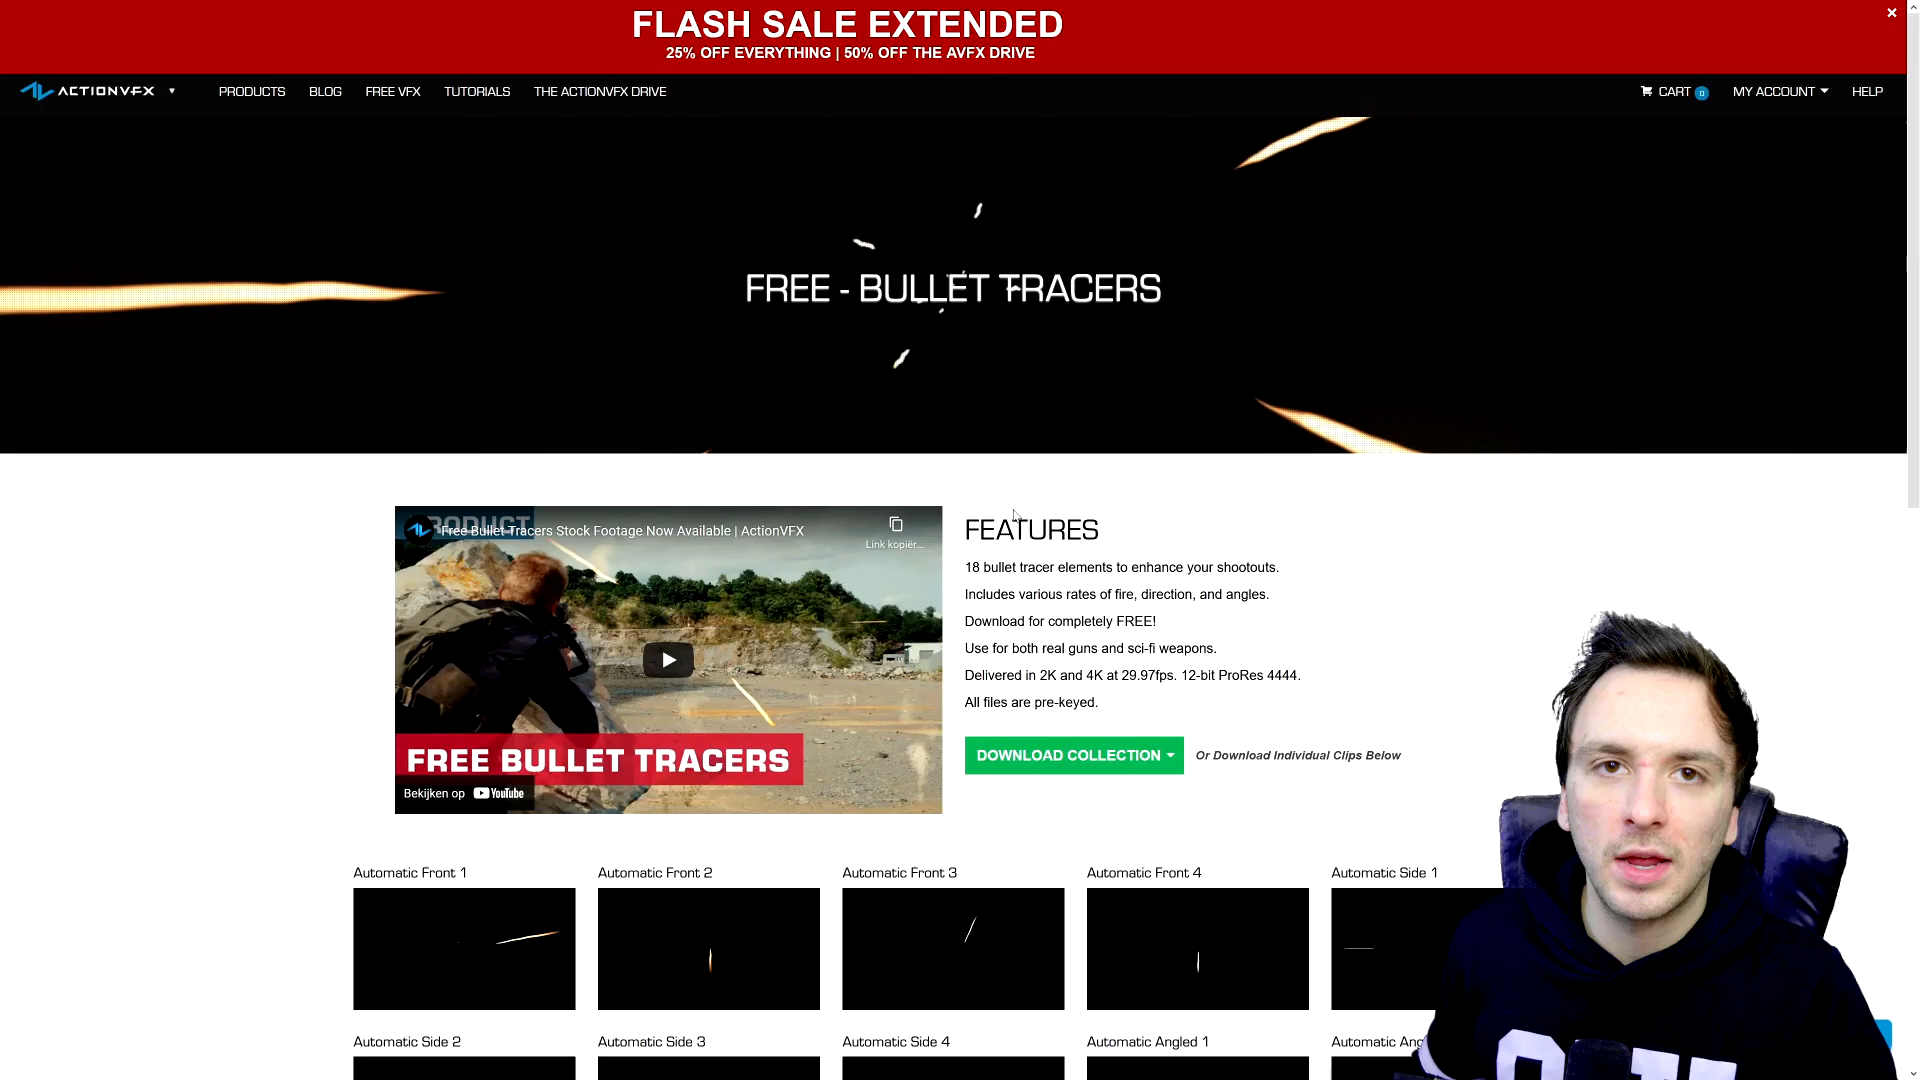 FLASH SALE EXTENDED
25% OFF EVERYTHING | 50% OFF THE AVFX DRIVE
ACTIONVFX
PRODUCTS
BLOG
FREE VFX
TUTORIALS
THE ACTIONVFX DRIVE
CART 0
MY ACCOUNT
HELP
FREE - BULLET TRACERS
PRODUCT
Free Bullet Tracers Stock Footage Now Available | ActionVFX
Link kopiër...
FREE BULLET TRACERS
Bekijken op YouTube
FEATURES
18 bullet tracer elements to enhance your shootouts.
Includes various rates of fire, direction, and angles.
Download for completely FREE!
Use for both real guns and sci-fi weapons.
Delivered in 2K and 4K at 29.97fps. 12-bit ProRes 4444.
All files are pre-keyed.
DOWNLOAD COLLECTION
Or Download Individual Clips Below
Automatic Front 1
Automatic Front 2
Automatic Front 3
Automatic Front 4
Automatic Side 1
Automatic Side 2
Automatic Side 3
Automatic Side 4
Automatic Angled 1
Automatic Ang